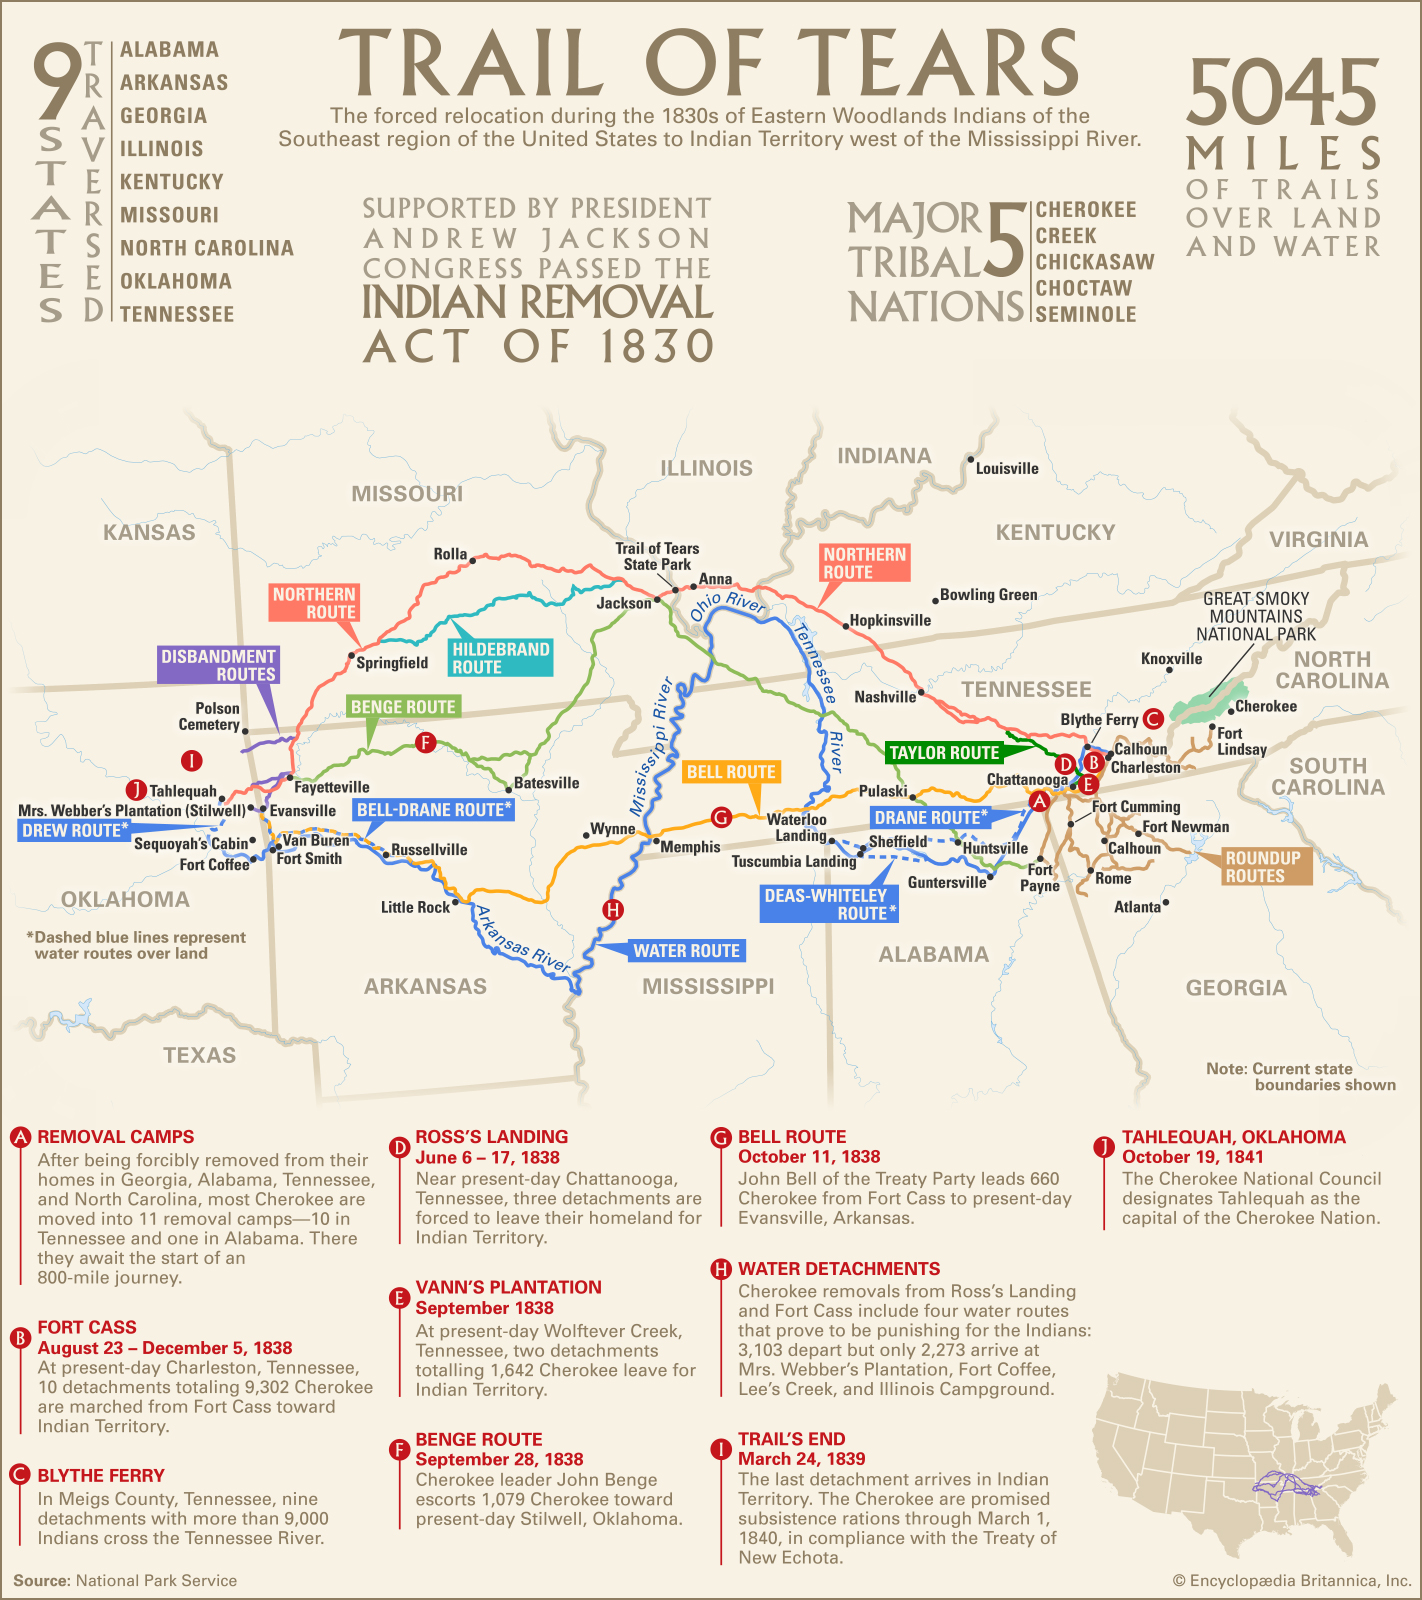 9 STATES
TRAVERSED
ALABAMA
ARKANSAS
GEORGIA
ILLINOIS
KENTUCKY
MISSOURI
NORTH CAROLINA
OKLAHOMA
TENNESSEE
TRAIL OF TEARS
The forced relocation during the 1830s of Eastern Woodlands Indians of the
Southeast region of the United States to Indian Territory west of the Mississippi River.
SUPPORTED BY PRESIDENT
ANDREW JACKSON
CONGRESS PASSED THE
INDIAN REMOVAL
ACT OF 1830
MAJOR 5
TRIBAL
NATIONS
CHEROKEE
CREEK
CHICKASAW
CHOCTAW
SEMINOLE
5045
MILES
OF TRAILS
OVER LAND
AND WATER
KANSAS
MISSOURI
ILLINOIS
INDIANA
Louisville
KENTUCKY
VIRGINIA
Rolla
Trail of Tears
State Park
Anna
NORTHERN
ROUTE
NORTHERN
ROUTE
Jackson
Ohio River
Bowling Green
Hopkinsville
GREAT SMOKY
MOUNTAINS
NATIONAL PARK
HILDEBRAND
ROUTE
DISBANDMENT
ROUTES
Springfield
Tennessee
River
Knoxville
NORTH
CAROLINA
Nashville
TENNESSEE
Polson
Cemetery
BENGE ROUTE
F
Mississippi River
Blythe Ferry
C
Cherokee
Fort
Lindsay
TAYLOR ROUTE
D
B
Calhoun
Charleston
I
J
Tahlequah
Fayetteville
Batesville
BELL ROUTE
Chattanooga
E
A
SOUTH
CAROLINA
Mrs. Webber's Plantation (Stilwell)
Evansville
BELL-DRANE ROUTE*
Pulaski
DREW ROUTE*
G
Waterloo
Landing
DRANE ROUTE*
Fort Cumming
Fort Newman
Sequoyah's Cabin
Van Buren
Fort Smith
Fort Coffee
Russellville
Wynne
Memphis
Sheffield
Tuscumbia Landing
Huntsville
Calhoun
ROUNDUP
ROUTES
Guntersville
Fort
Payne
Rome
Atlanta
OKLAHOMA
Little Rock
Arkansas River
H
DEAS-WHITELEY
ROUTE*
*Dashed blue lines represent
water routes over land
WATER ROUTE
ALABAMA
ARKANSAS
MISSISSIPPI
GEORGIA
TEXAS
Note: Current state
boundaries shown
A REMOVAL CAMPS
After being forcibly removed from their
homes in Georgia, Alabama, Tennessee,
and North Carolina, most Cherokee are
moved into 11 removal camps—10 in
Tennessee and one in Alabama. There
they await the start of an
800-mile journey.
B FORT CASS
August 23 – December 5, 1838
At present-day Charleston, Tennessee,
10 detachments totaling 9,302 Cherokee
are marched from Fort Cass toward
Indian Territory.
C BLYTHE FERRY
In Meigs County, Tennessee, nine
detachments with more than 9,000
Indians cross the Tennessee River.
D ROSS'S LANDING
June 6 – 17, 1838
Near present-day Chattanooga,
Tennessee, three detachments are
forced to leave their homeland for
Indian Territory.
E VANN'S PLANTATION
September 1838
At present-day Wolftever Creek,
Tennessee, two detachments
totalling 1,642 Cherokee leave for
Indian Territory.
F BENGE ROUTE
September 28, 1838
Cherokee leader John Benge
escorts 1,079 Cherokee toward
present-day Stilwell, Oklahoma.
G BELL ROUTE
October 11, 1838
John Bell of the Treaty Party leads 660
Cherokee from Fort Cass to present-day
Evansville, Arkansas.
H WATER DETACHMENTS
Cherokee removals from Ross's Landing
and Fort Cass include four water routes
that prove to be punishing for the Indians:
3,103 depart but only 2,273 arrive at
Mrs. Webber's Plantation, Fort Coffee,
Lee's Creek, and Illinois Campground.
I TRAIL'S END
March 24, 1839
The last detachment arrives in Indian
Territory. The Cherokee are promised
subsistence rations through March 1,
1840, in compliance with the Treaty of
New Echota.
J TAHLEQUAH, OKLAHOMA
October 19, 1841
The Cherokee National Council
designates Tahlequah as the
capital of the Cherokee Nation.
Source: National Park Service
© Encyclopædia Britannica, Inc.